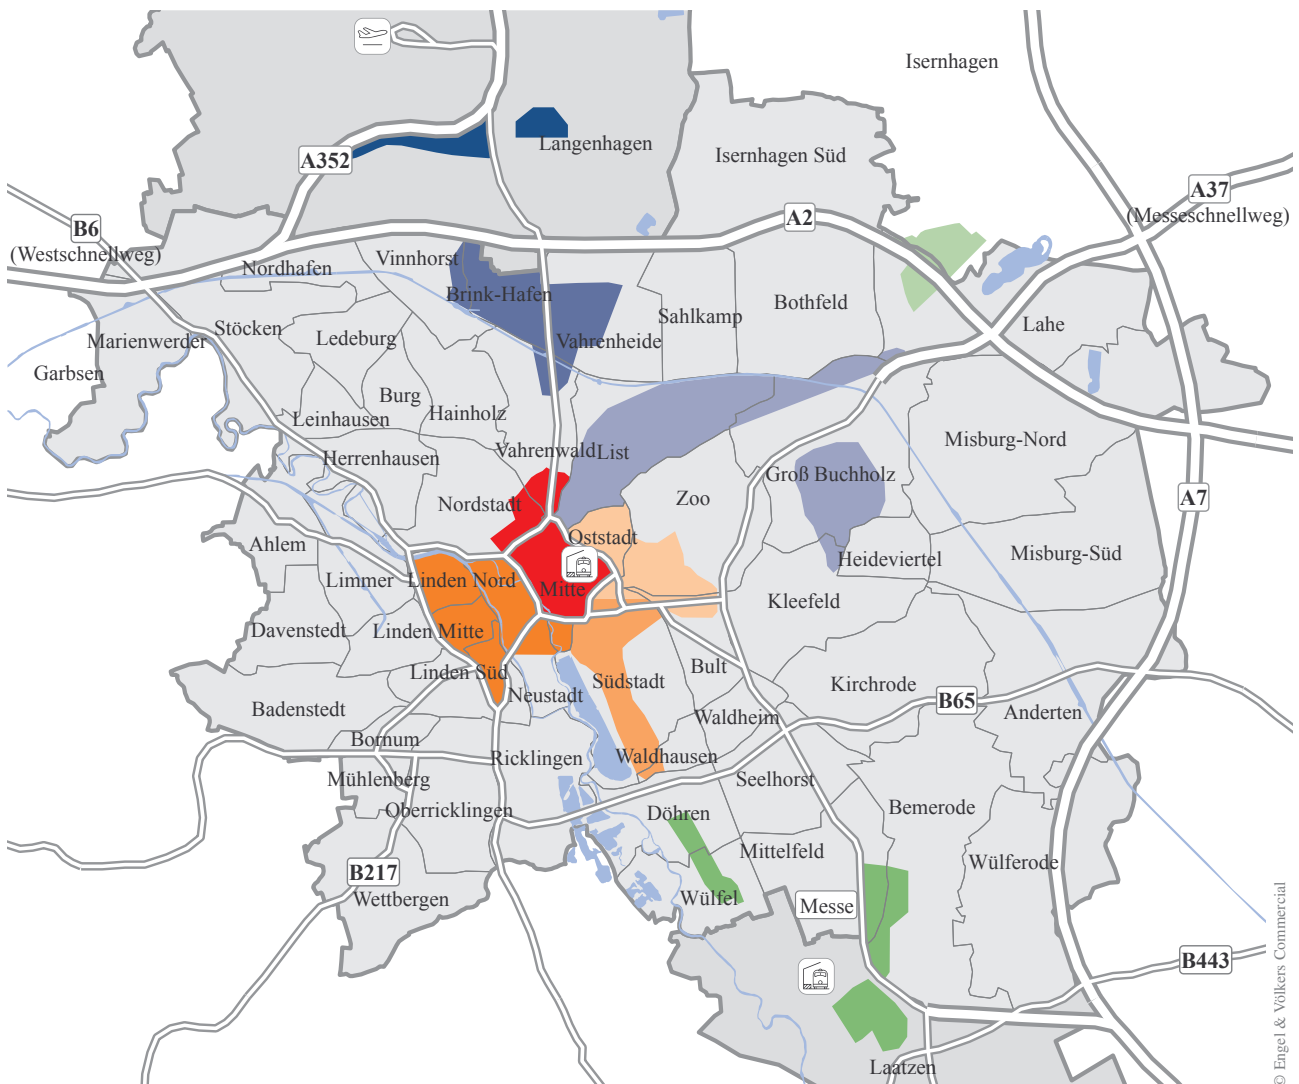 Isernhagen
Langenhagen
Isernhagen Süd
A352
A37
(Messeschnellweg)
A2
B6
(Westschnellweg)
Vinnhorst
Nordhafen
Brink-Hafen
Bothfeld
Sahlkamp
Lahe
Stöcken
Ledeburg
Vahrenheide
Marienwerder
Garbsen
Burg
Hainholz
Leinhausen
Misburg-Nord
Vahrenwald
List
Herrenhausen
Groß Buchholz
Zoo
A7
Nordstadt
Oststadt
Ahlem
Misburg-Süd
Heideviertel
Limmer
Linden Nord
Mitte
Kleefeld
Davenstedt
Linden Mitte
Bult
Linden Süd
Südstadt
Kirchrode
Neustadt
B65
Badenstedt
Waldheim
Anderten
Bornum
Ricklingen
Waldhausen
Mühlenberg
Seelhorst
Oberricklingen
Döhren
Bemerode
Mittelfeld
Wülferode
B217
Wettbergen
Wülfel
Messe
B443
Laatzen
© Engel & Völkers Commercial